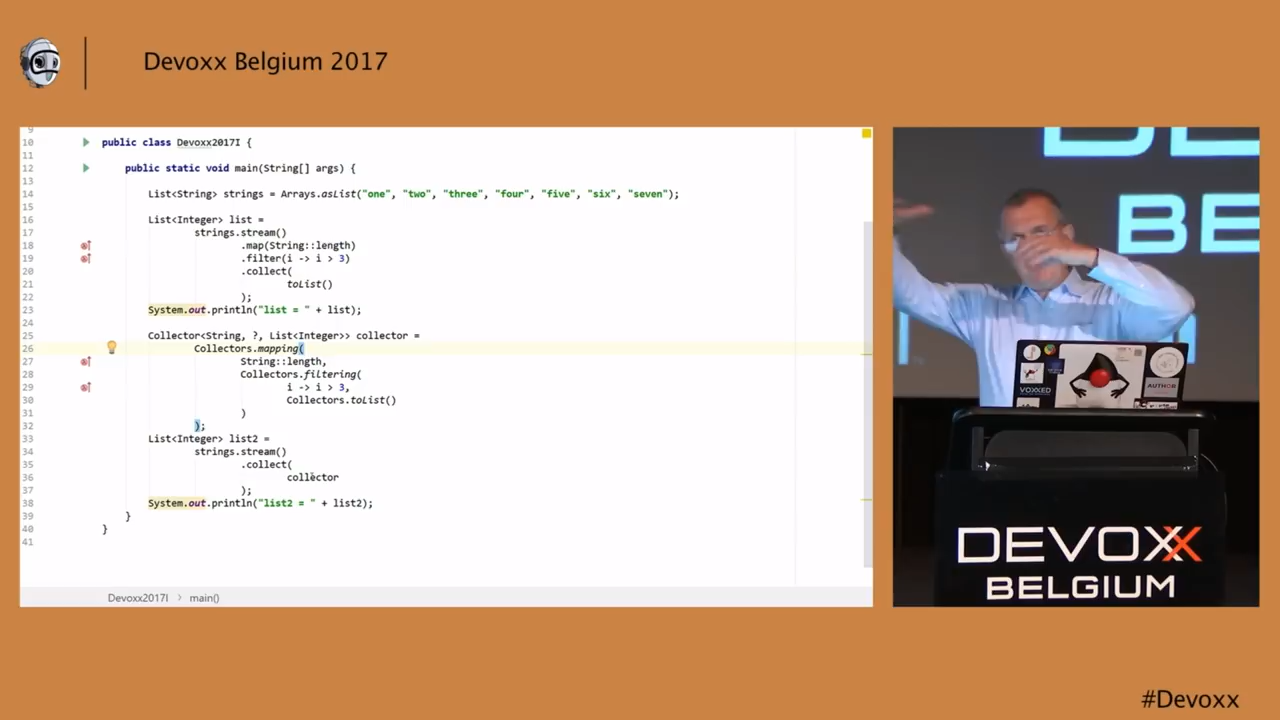 Devoxx Belgium 2017
9
10 public class Devoxx2017I {
11
12 public static void main(String[] args) {
13
14 List<String> strings = Arrays.asList("one", "two", "three", "four", "five", "six", "seven");
15
16 List<Integer> list =
17 strings.stream()
18 .map(String::length)
19 .filter(i -> i > 3)
20 .collect(
21 toList()
22 );
23 System.out.println("list = " + list);
24
25 Collector<String, ?, List<Integer>> collector =
26 Collectors.mapping(
27 String::length,
28 Collectors.filtering(
29 i -> i > 3,
30 Collectors.toList()
31 )
32 );
33 List<Integer> list2 =
34 strings.stream()
35 .collect(
36 collector
37 );
38 System.out.println("list2 = " + list2);
39 }
40 }
41
Devoxx2017I > main()
BE
VOXXED
AUTHOR
DEVOXX
BELGIUM
#Devoxx